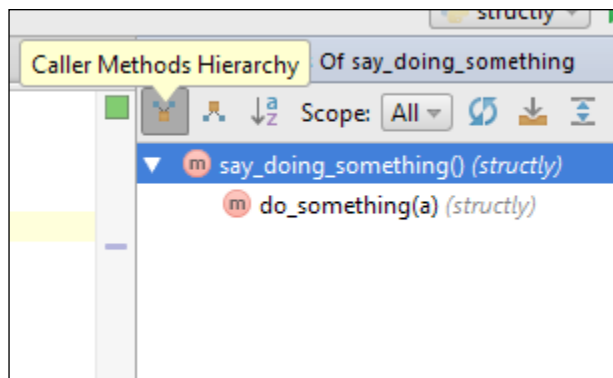 structly
Caller Methods Hierarchy Of say_doing_something
Scope: All
say_doing_something() (structly)
m do_something(a) (structly)